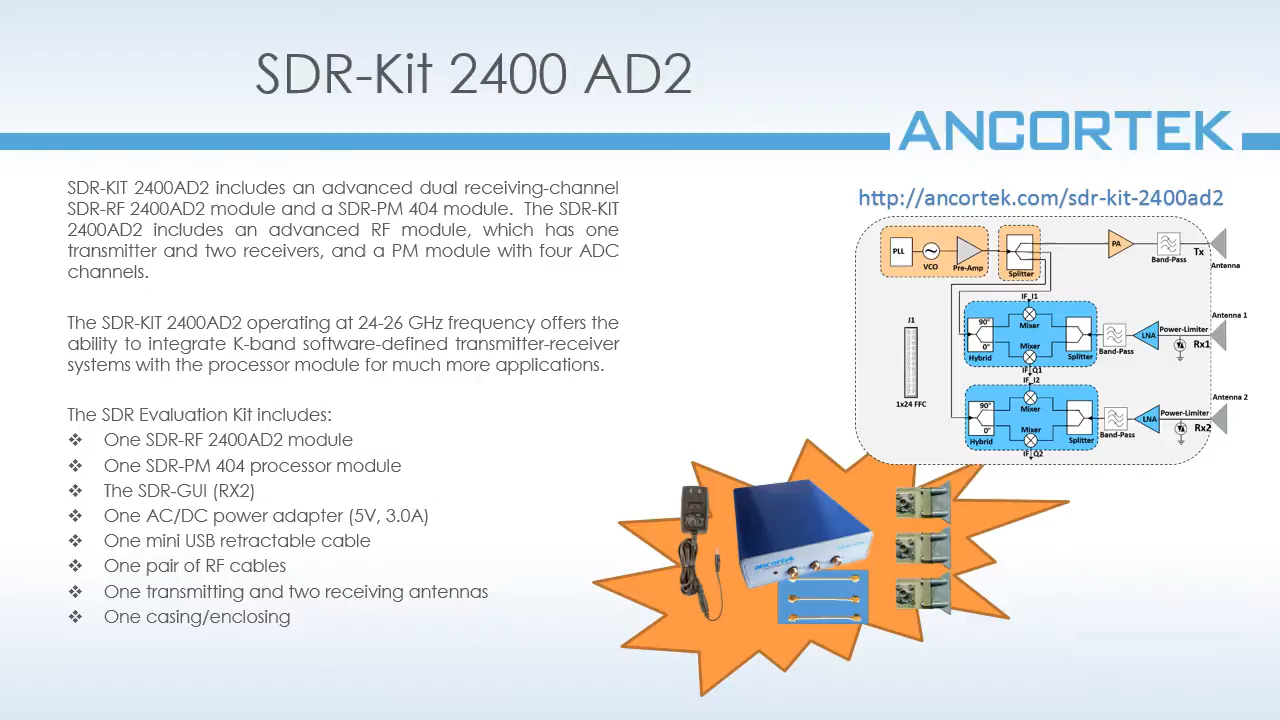 SDR-Kit 2400 AD2
ANCORTEK
SDR-KIT 2400AD2 includes an advanced dual receiving-channel
SDR-RF 2400AD2 module and a SDR-PM 404 module. The SDR-KIT
2400AD2 includes an advanced RF module, which has one
transmitter and two receivers, and a PM module with four ADC
channels.
The SDR-KIT 2400AD2 operating at 24-26 GHz frequency offers the
ability to integrate K-band software-defined transmitter-receiver
systems with the processor module for much more applications.
The SDR Evaluation Kit includes:
❖ One SDR-RF 2400AD2 module
❖ One SDR-PM 404 processor module
❖ The SDR-GUI (RX2)
❖ One AC/DC power adapter (5V, 3.0A)
❖ One mini USB retractable cable
❖ One pair of RF cables
❖ One transmitting and two receiving antennas
❖ One casing/enclosing
http://ancortek.com/sdr-kit-2400ad2
PLL
VCO
Pre-Amp
Splitter
PA
Band-Pass
Tx
Antenna
J1
1x24 FFC
IF_I1
90°
0°
Hybrid
Mixer
Mixer
IF_Q1
Splitter
Band-Pass
LNA
Power-Limiter
Antenna 1
Rx1
IF_I2
90°
0°
Hybrid
Mixer
Mixer
IF_Q2
Splitter
Band-Pass
LNA
Power-Limiter
Antenna 2
Rx2
ancortek